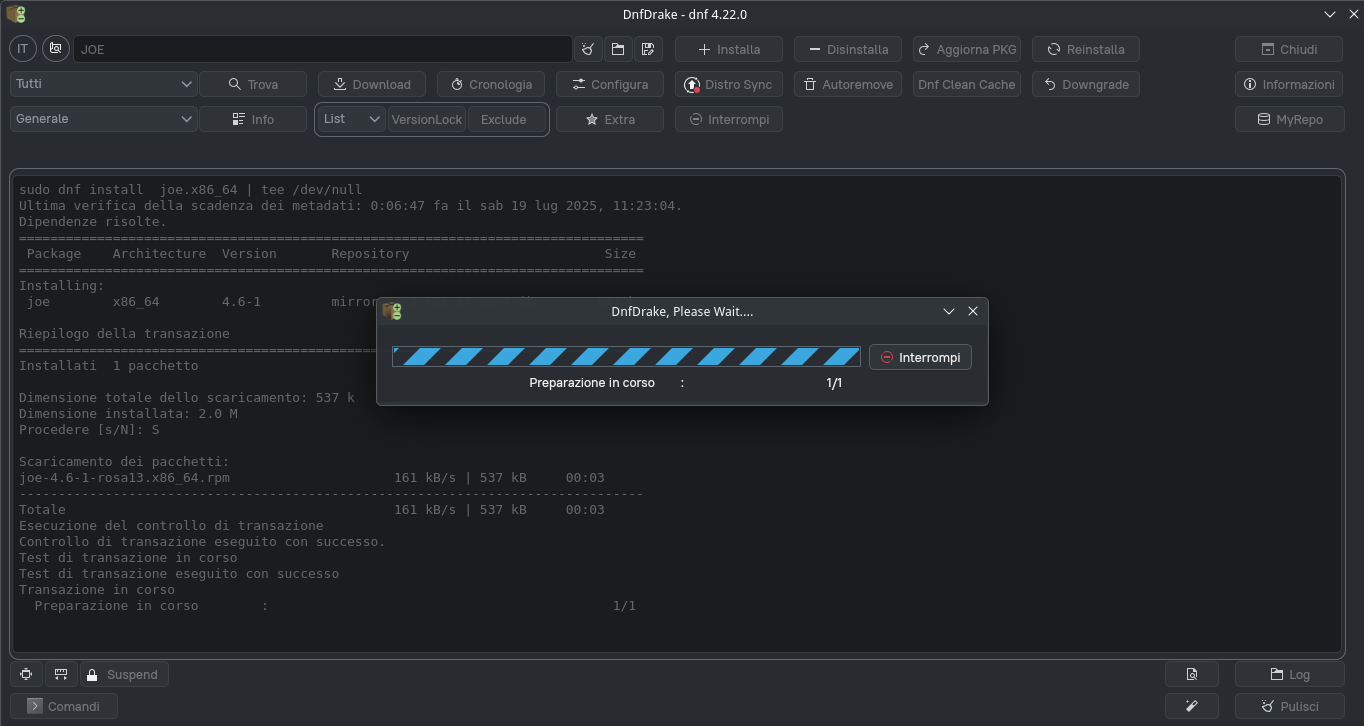 DnfDrake - dnf 4.22.0
IT JOE Installa Disinstalla Aggiorna PKG Reinstalla Chiudi
Tutti Trova Download Cronologia Configura Distro Sync Autoremove Dnf Clean Cache Downgrade Informazioni
Generale Info List VersionLock Exclude Extra Interrompi MyRepo
sudo dnf install  joe.x86_64 | tee /dev/null
Ultima verifica della scadenza dei metadati: 0:06:47 fa il sab 19 lug 2025, 11:23:04.
Dipendenze risolte.
================================================================================
 Package    Architecture  Version       Repository                         Size
================================================================================
Installing:
 joe        x86_64        4.6-1         mirror
DnfDrake, Please Wait....
Interrompi
Preparazione in corso : 1/1
Riepilogo della transazione
==============================================
Installati  1 pacchetto
Dimensione totale dello scaricamento: 537 k
Dimensione installata: 2.0 M
Procedere [s/N]: S
Scaricamento dei pacchetti:
joe-4.6-1-rosa13.x86_64.rpm                     161 kB/s | 537 kB     00:03
--------------------------------------------------------------------------------
Totale                                          161 kB/s | 537 kB     00:03
Esecuzione del controllo di transazione
Controllo di transazione eseguito con successo.
Test di transazione in corso
Test di transazione eseguito con successo
Transazione in corso
  Preparazione in corso        :                                            1/1
Suspend Log
Comandi Pulisci